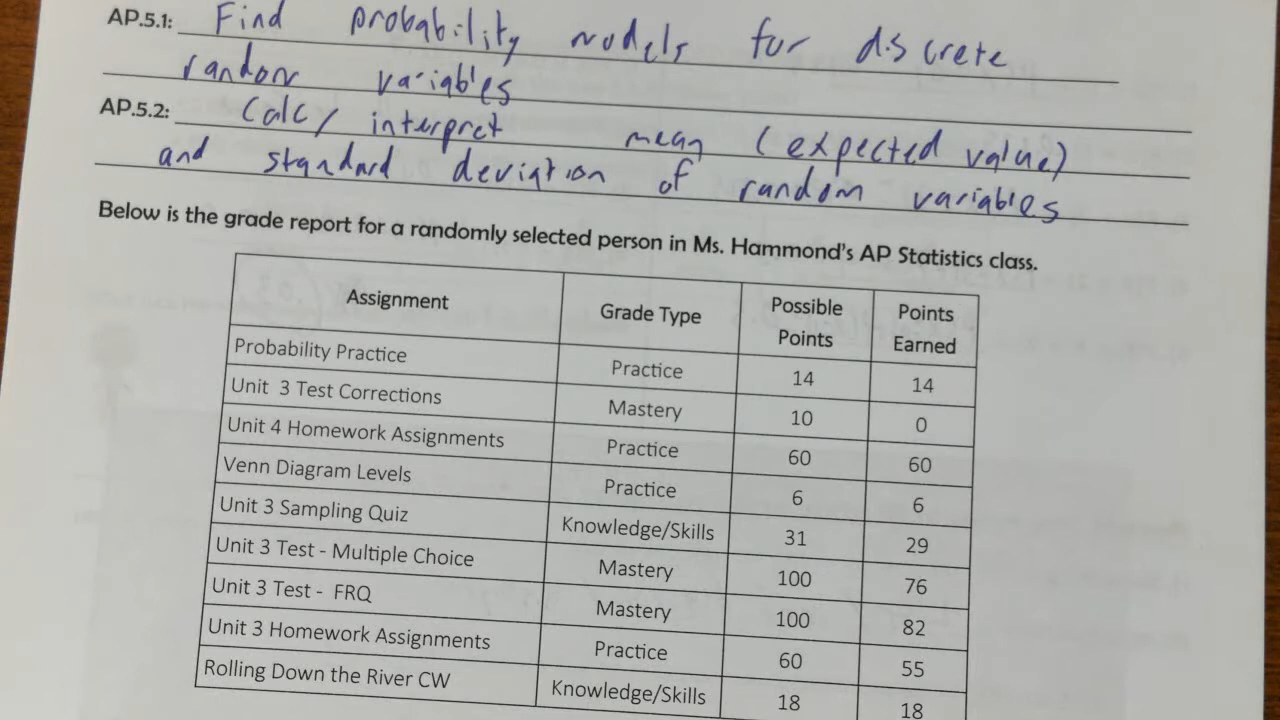 AP.5.1: Find probability models for discrete
random variables
AP.5.2: Calc/ interpret mean (expected value)
and standard deviation of random variables
Below is the grade report for a randomly selected person in Ms. Hammond's AP Statistics class.
Assignment Grade Type Possible Points Points Earned
Probability Practice Practice 14 14
Unit 3 Test Corrections Mastery 10 0
Unit 4 Homework Assignments Practice 60 60
Venn Diagram Levels Practice 6 6
Unit 3 Sampling Quiz Knowledge/Skills 31 29
Unit 3 Test - Multiple Choice Mastery 100 76
Unit 3 Test - FRQ Mastery 100 82
Unit 3 Homework Assignments Practice 60 55
Rolling Down the River CW Knowledge/Skills 18 18